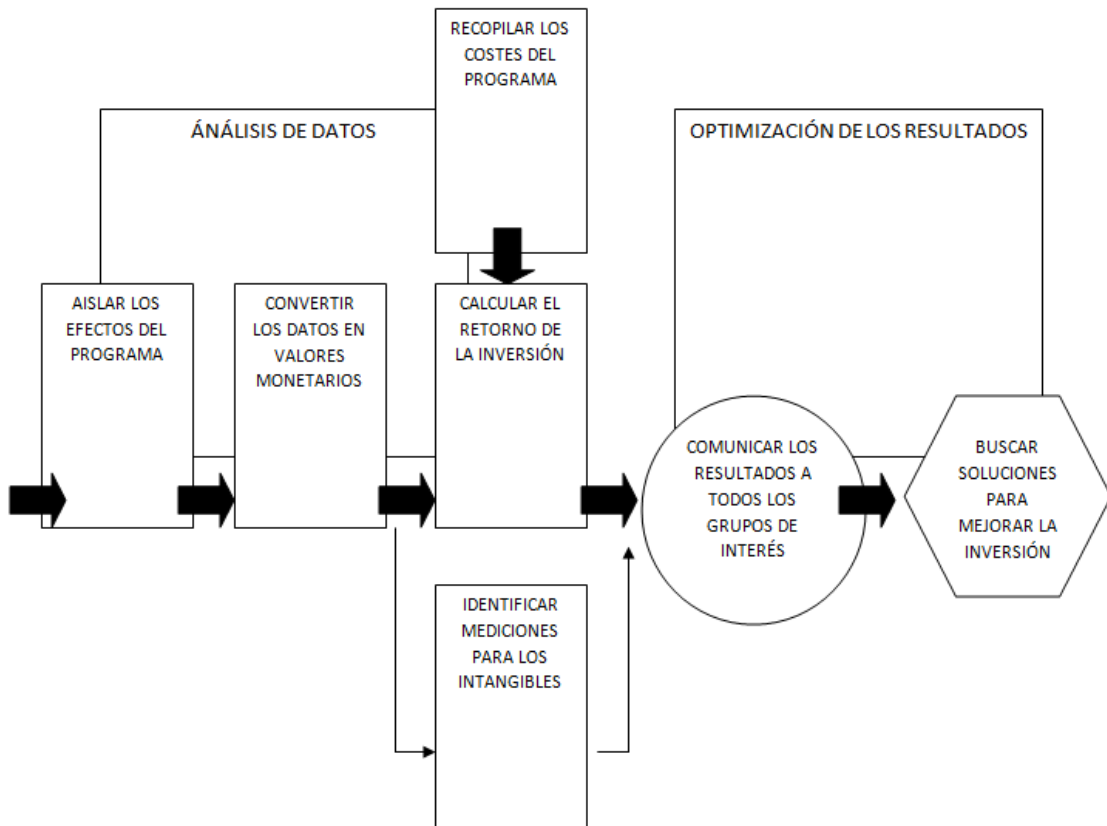 RECOPILAR LOS
COSTES DEL
PROGRAMA
ÁNÁLISIS DE DATOS
OPTIMIZACIÓN DE LOS RESULTADOS
AISLAR LOS
EFECTOS DEL
PROGRAMA
CONVERTIR
LOS DATOS EN
VALORES
MONETARIOS
CALCULAR EL
RETORNO DE
LA INVERSIÓN
COMUNICAR LOS
RESULTADOS A
TODOS LOS
GRUPOS DE
INTERÉS
BUSCAR
SOLUCIONES
PARA
MEJORAR LA
INVERSIÓN
IDENTIFICAR
MEDICIONES
PARA LOS
INTANGIBLES